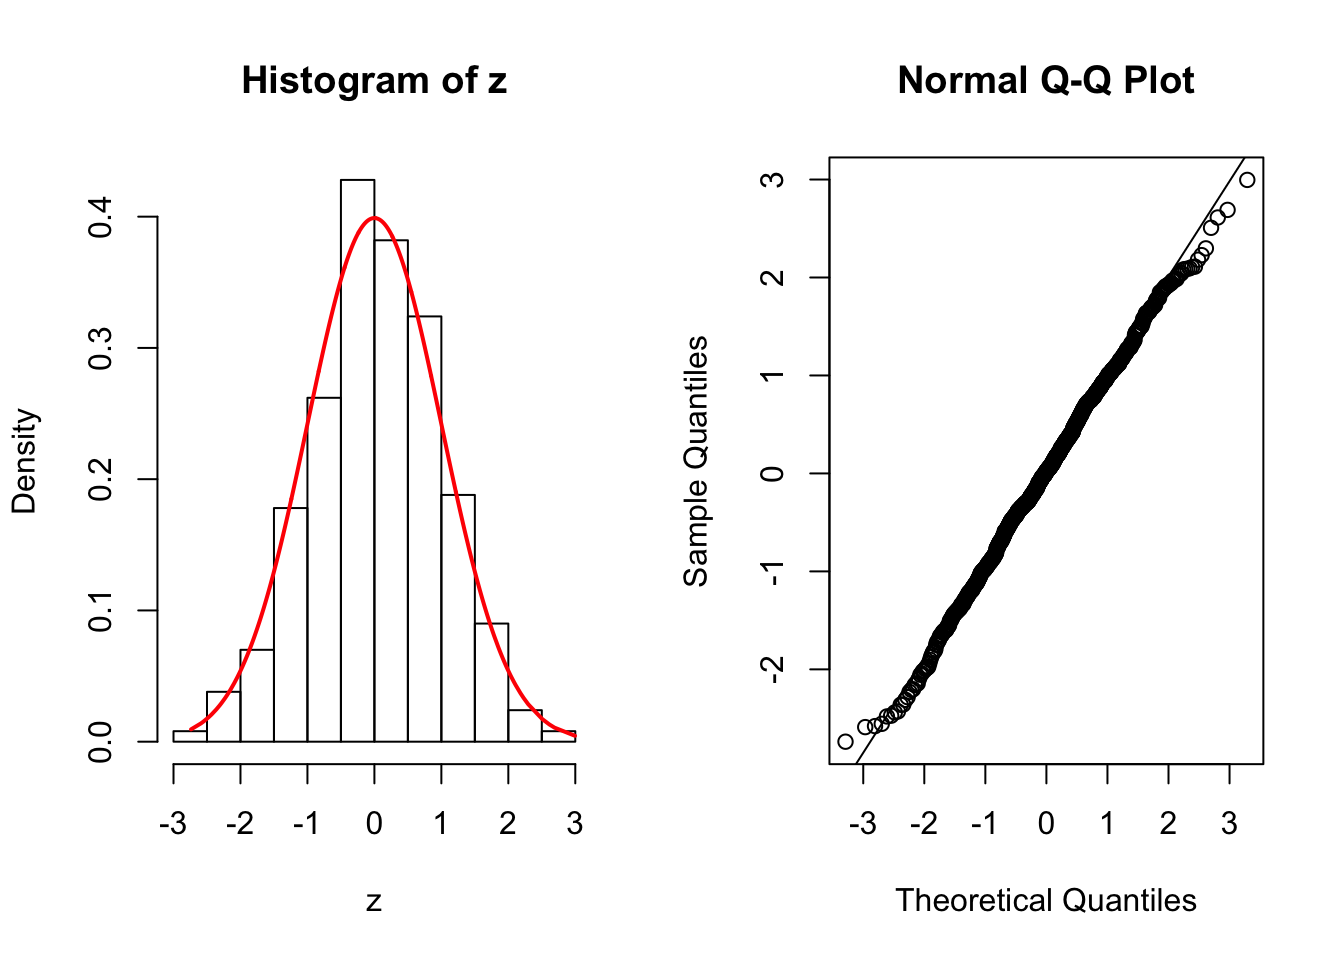 Histogram of z
Density
0.0
0.1
0.2
0.3
0.4
-3 -2 -1 0 1 2 3
z
Normal Q-Q Plot
Sample Quantiles
-2
-1
0
1
2
3
-3 -2 -1 0 1 2 3
Theoretical Quantiles